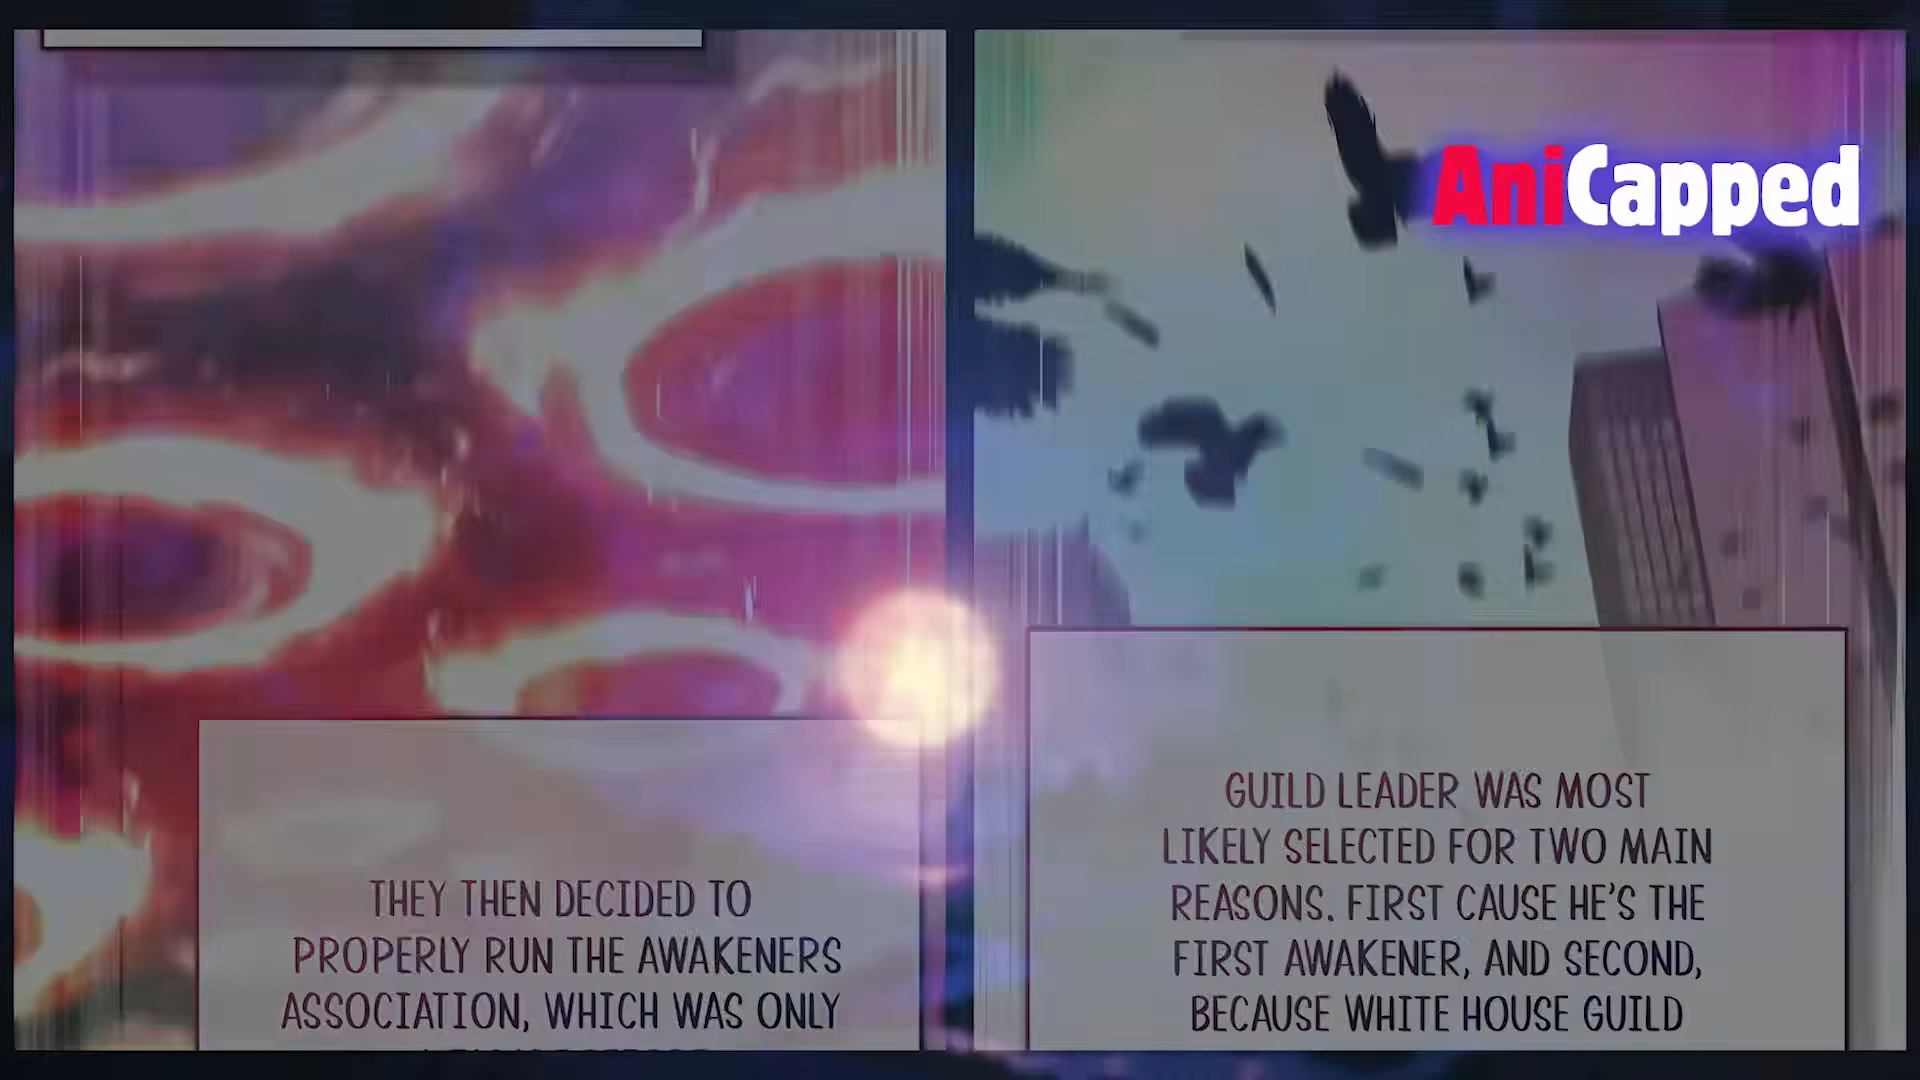 AniCapped
THEY THEN DECIDED TO
PROPERLY RUN THE AWAKENERS
ASSOCIATION, WHICH WAS ONLY
GUILD LEADER WAS MOST
LIKELY SELECTED FOR TWO MAIN
REASONS. FIRST CAUSE HE'S THE
FIRST AWAKENER, AND SECOND,
BECAUSE WHITE HOUSE GUILD